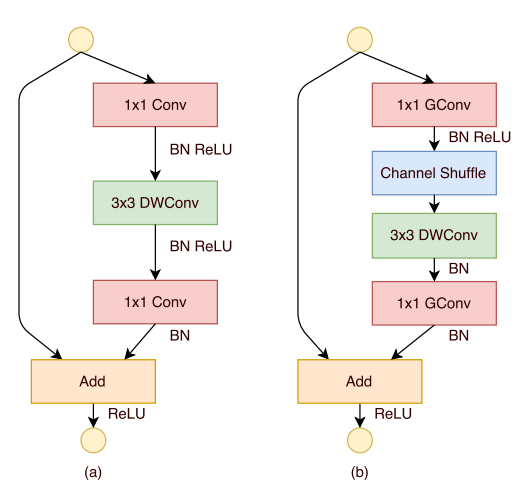 1x1 Conv
BN ReLU
3x3 DWConv
BN ReLU
1x1 Conv
BN
Add
ReLU
(a)
1x1 GConv
BN ReLU
Channel Shuffle
3x3 DWConv
BN
1x1 GConv
BN
Add
ReLU
(b)